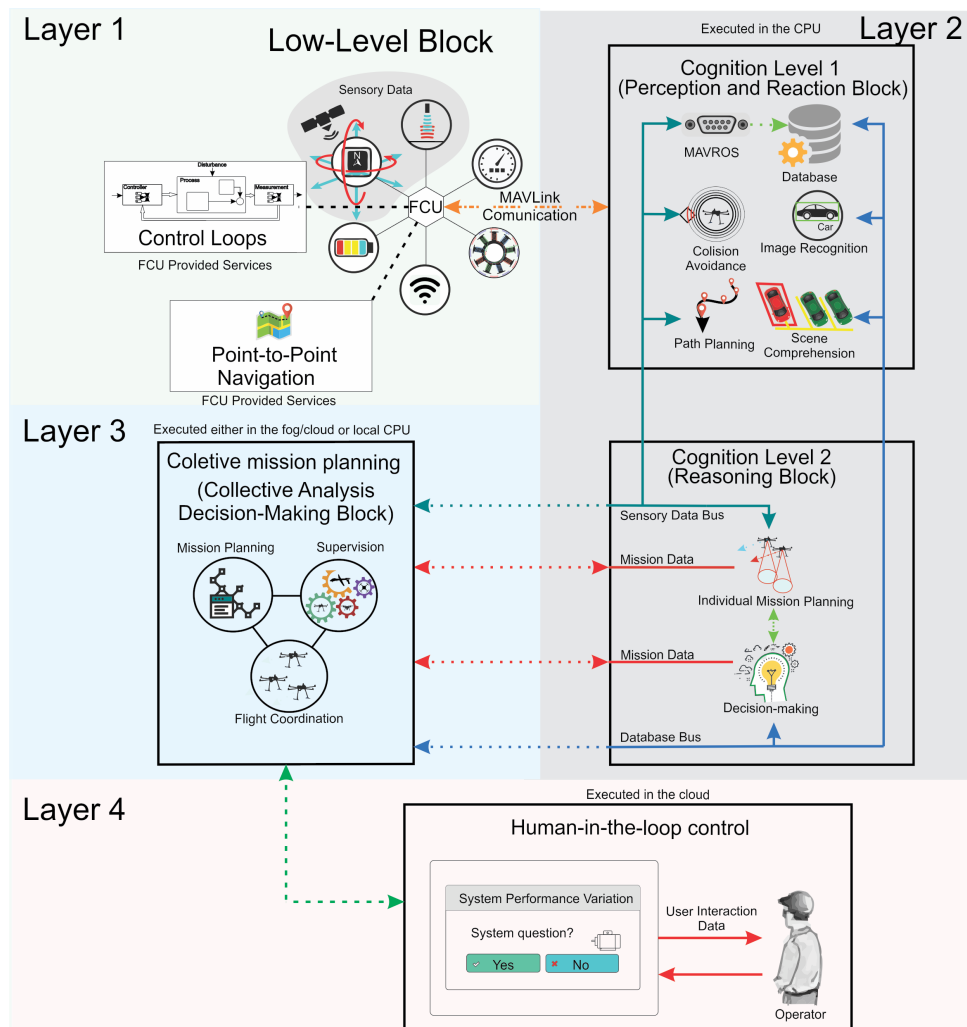 Layer 1
Low-Level Block
Sensory Data
N
Disturbance
Controller
Process
Measurement
Control Loops
FCU Provided Services
FCU
MAVLink
Comunication
Point-to-Point
Navigation
FCU Provided Services
Layer 2
Executed in the CPU
Cognition Level 1
(Perception and Reaction Block)
MAVROS
Database
Colision
Avoidance
Car
Image Recognition
Path Planning
Scene
Comprehension
Layer 3
Executed either in the fog/cloud or local CPU
Coletive mission planning
(Collective Analysis
Decision-Making Block)
Mission Planning
Supervision
Flight Coordination
Cognition Level 2
(Reasoning Block)
Sensory Data Bus
Mission Data
Individual Mission Planning
Mission Data
Decision-making
Database Bus
Layer 4
Executed in the cloud
Human-in-the-loop control
System Performance Variation
System question?
Yes
No
User Interaction
Data
Operator